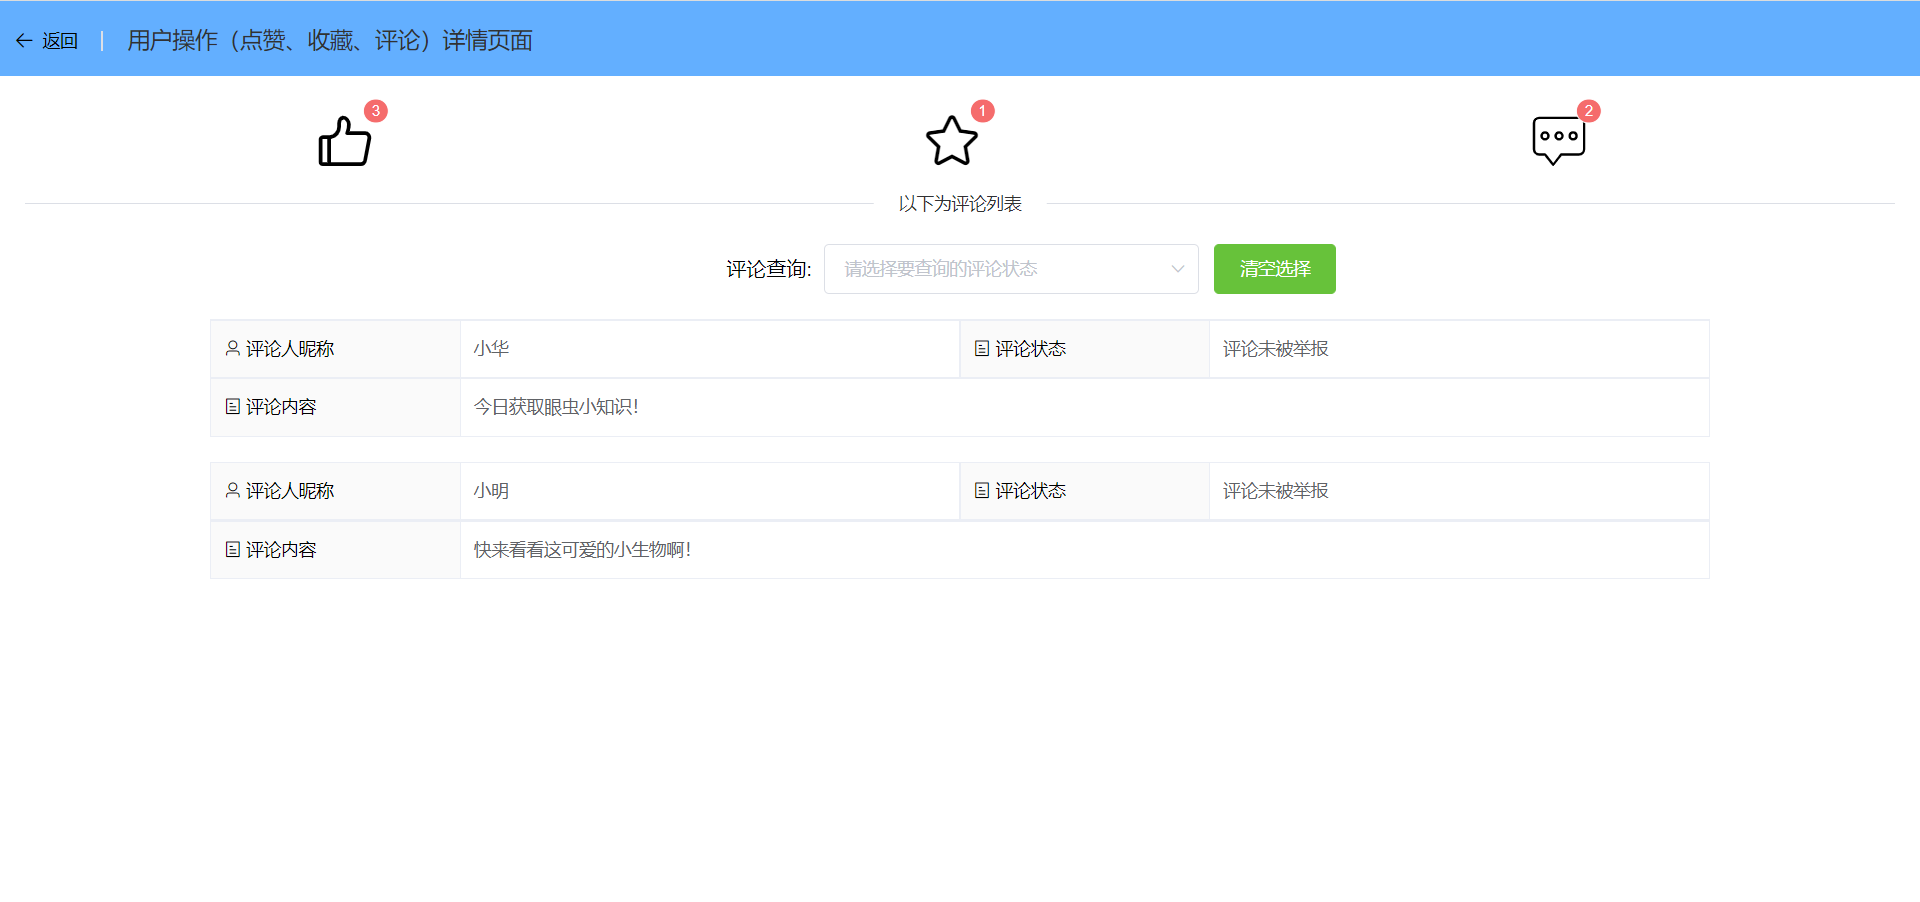 返回 | 用户操作（点赞、收藏、评论）详情页面
3
1
2
以下为评论列表
评论查询: 请选择要查询的评论状态 清空选择
评论人昵称 小华 评论状态 评论未被举报
评论内容 今日获取眼虫小知识！
评论人昵称 小明 评论状态 评论未被举报
评论内容 快来看看这可爱的小生物啊！